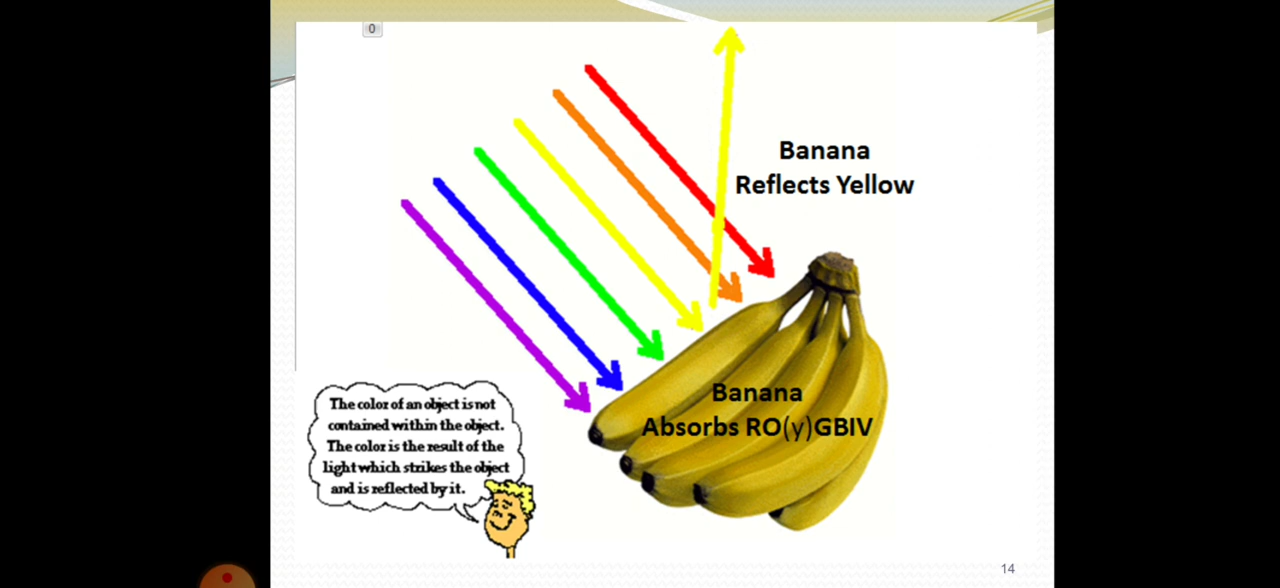 0
Banana
Reflects Yellow
Banana
Absorbs RO(y)GBIV
The color of an object is not
contained within the object.
The color is the result of the
light which strikes the object
and is reflected by it.
14